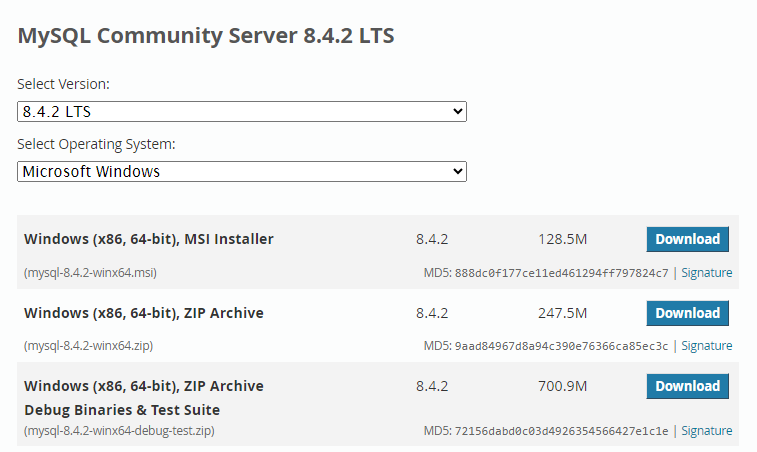 MySQL Community Server 8.4.2 LTS
Select Version:
8.4.2 LTS
Select Operating System:
Microsoft Windows
Windows (x86, 64-bit), MSI Installer 8.4.2 128.5M Download
(mysql-8.4.2-winx64.msi) MD5: 888dc0f177ce11ed461294ff797824c7 | Signature
Windows (x86, 64-bit), ZIP Archive 8.4.2 247.5M Download
(mysql-8.4.2-winx64.zip) MD5: 9aad84967d8a94c390e76366ca85ec3c | Signature
Windows (x86, 64-bit), ZIP Archive 8.4.2 700.9M Download
Debug Binaries & Test Suite
(mysql-8.4.2-winx64-debug-test.zip) MD5: 72156dabd0c03d4926354566427e1c1e | Signature